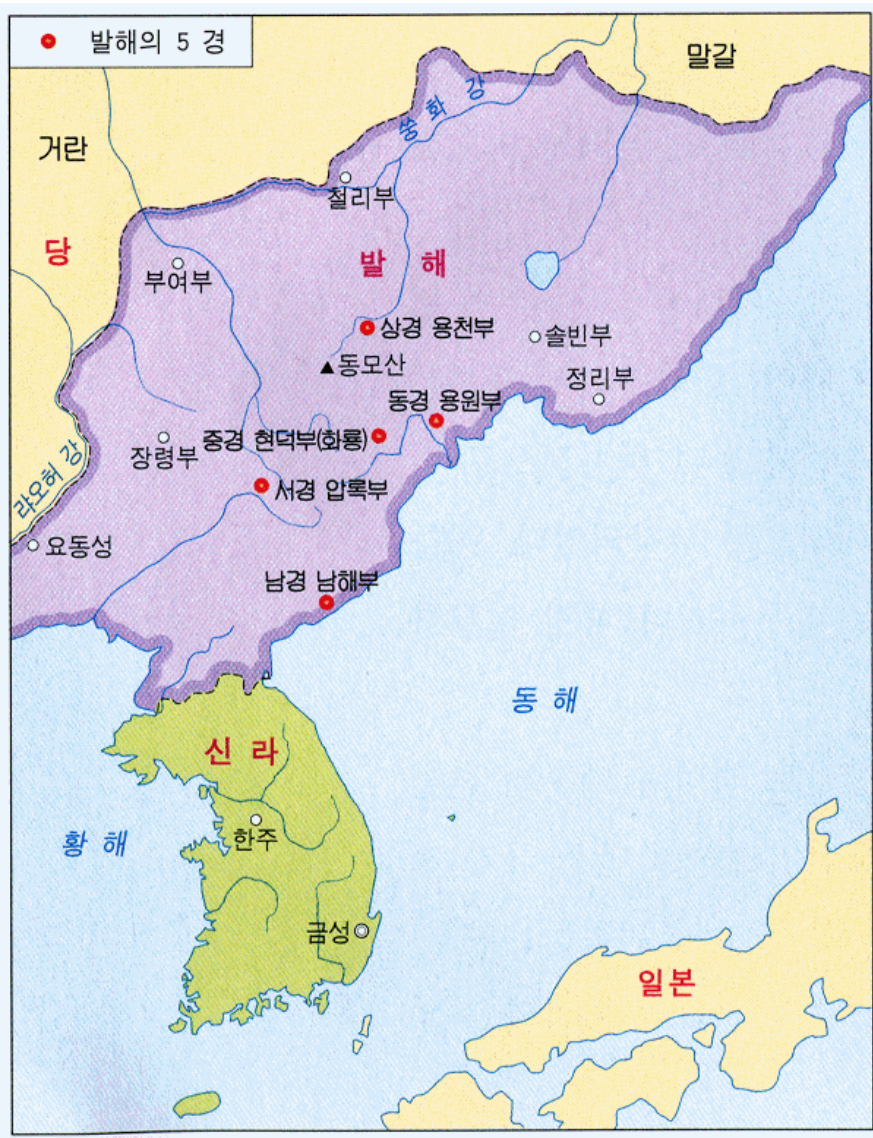 발해의 5 경
말갈
거란
쑹화강
철리부
당
발 해
부여부
상경 용천부
솔빈부
동모산
정리부
동경 용원부
중경 현덕부(화룡)
장령부
서경 압록부
랴오허 강
요동성
남경 남해부
동 해
신 라
한주
황 해
금성
일본